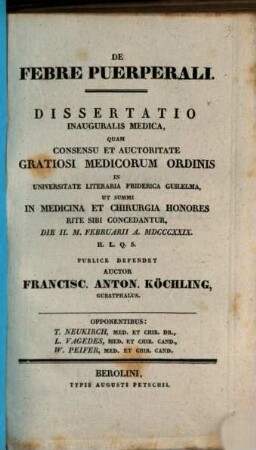 DE
FEBRE PUERPERALI.
DISSERTATIO
INAUGURALIS MEDICA,
QUAM
CONSENSU ET AUCTORITATE
GRATIOSI MEDICORUM ORDINIS
IN
UNIVERSITATE LITERARIA FRIDERICA GUILELMA,
UT SUMMI
IN MEDICINA ET CHIRURGIA HONORES
RITE SIBI CONCEDANTUR,
DIE II. M. FEBRUARII A. MDCCCXXIX.
H. L. Q. S.
PUBLICE DEFENDET
AUCTOR
FRANCISC. ANTON. KÖCHLING,
GUESTPHALUS.
OPPONENTIBUS:
T. NEUKIRCH, MED. ET CHIR. DR.,
L. VAGEDES, MED. ET CHIR. CAND.,
W. PEIFER, MED. ET CHIR. CAND.
BEROLINI,
TYPIS AUGUSTI PETSCHII.